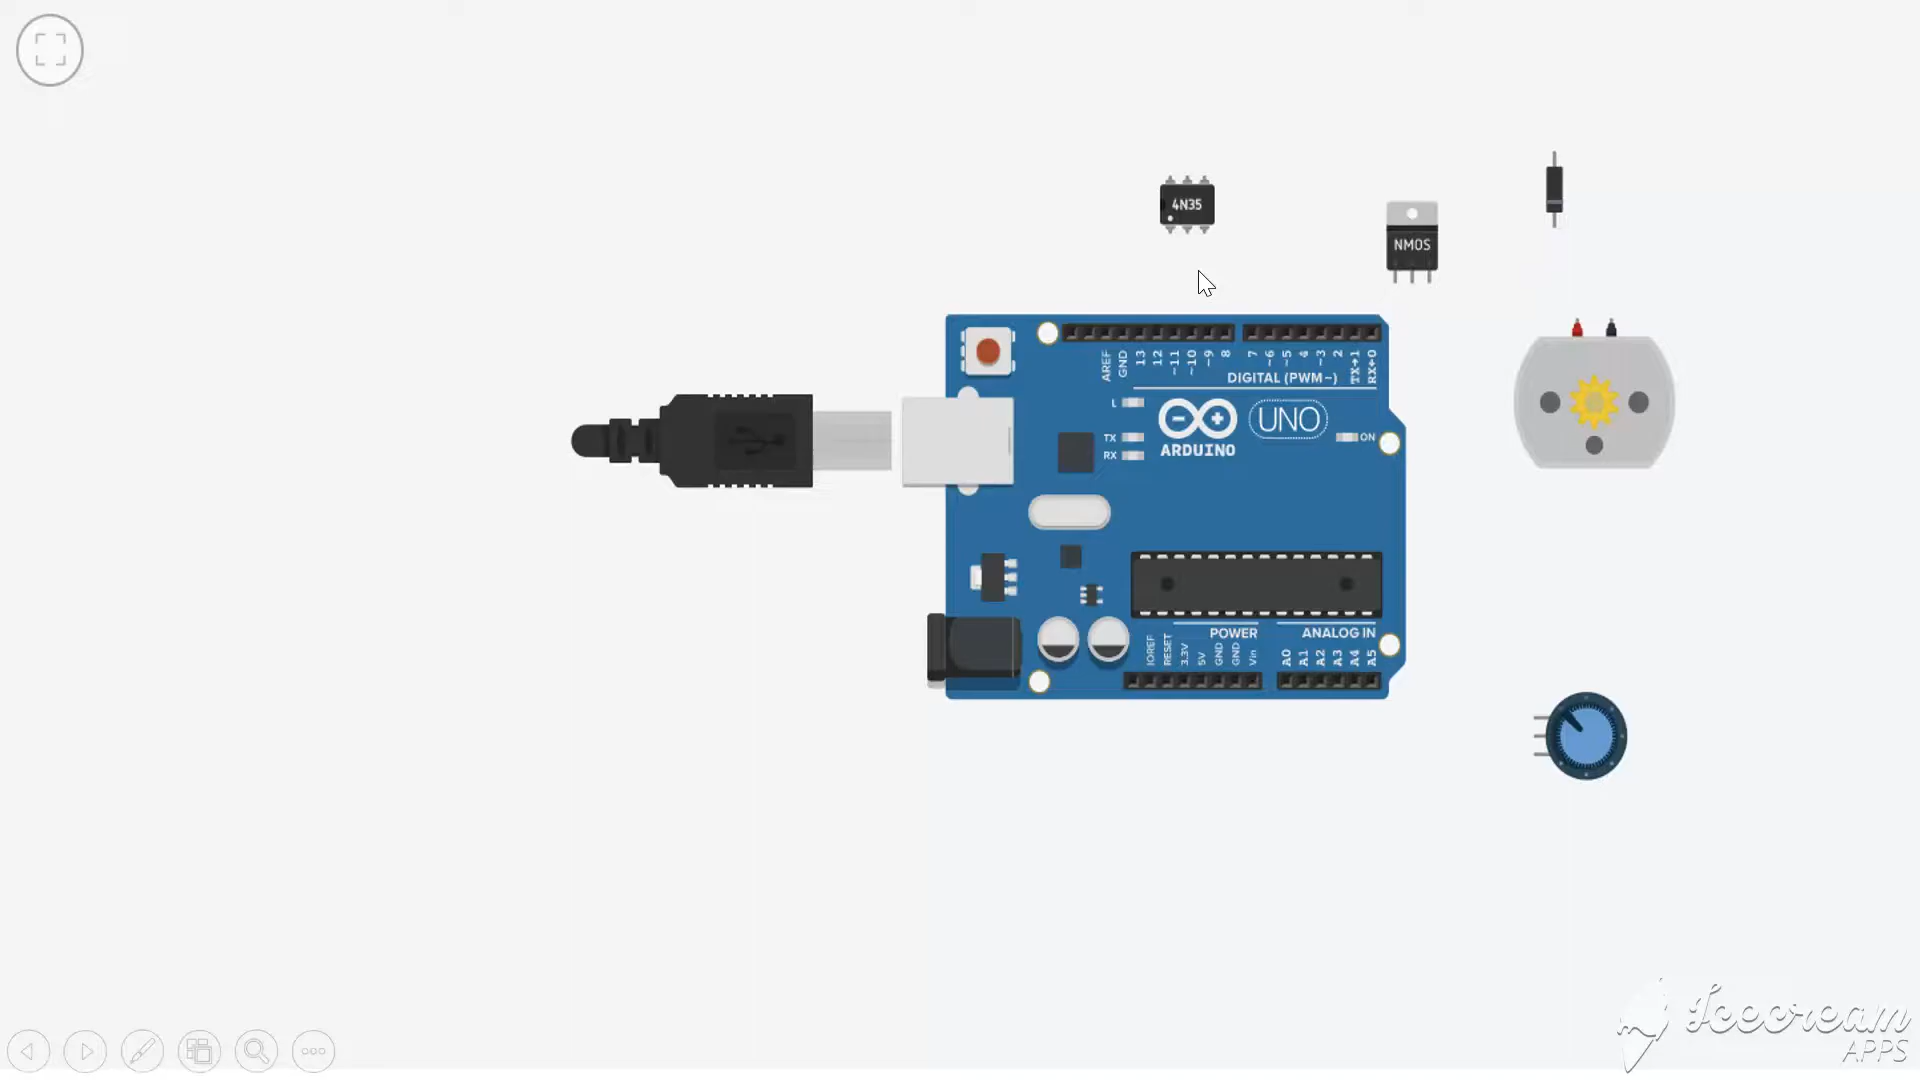 4N35
NMOS
AREF
GND
13
12
~11
~10
~9
8
7
~6
~5
4
~3
2
TX→1
RX←0
DIGITAL (PWM~)
L
TX
RX
ARDUINO
UNO
ON
POWER
ANALOG IN
IOREF
RESET
3.3V
5V
GND
GND
Vin
A0
A1
A2
A3
A4
A5
Icecream
APPS